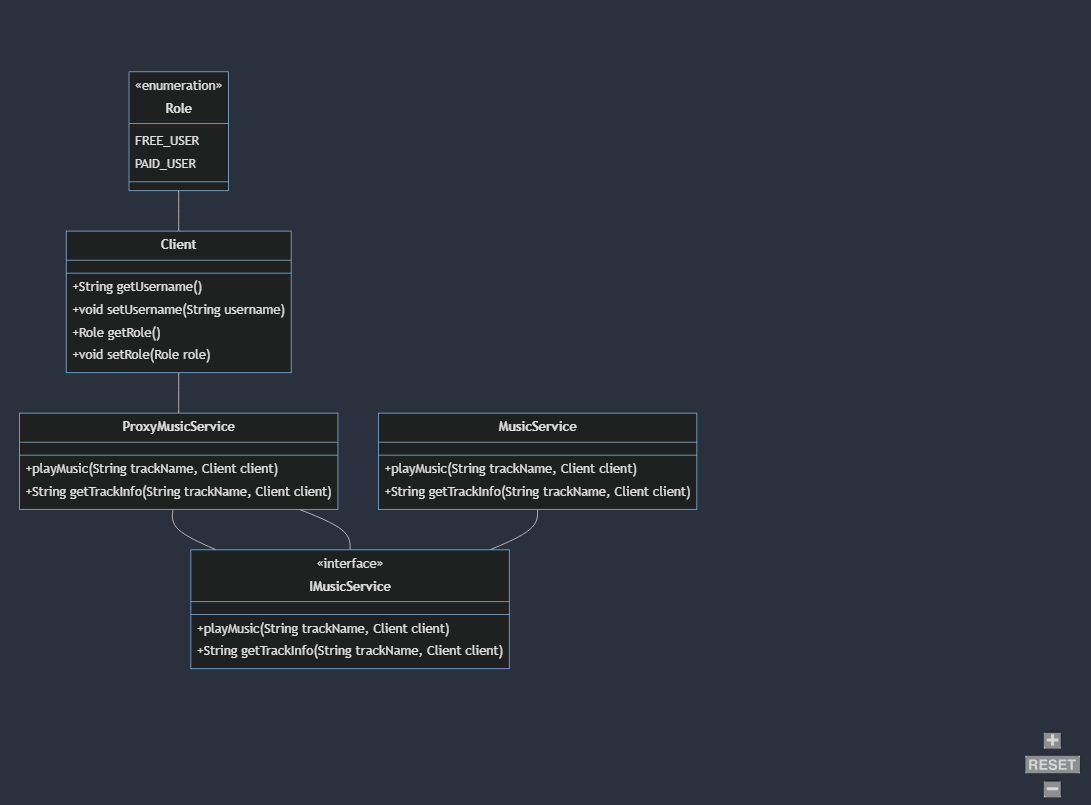 «enumeration»
Role
FREE_USER
PAID_USER
Client
+String getUsername()
+void setUsername(String username)
+Role getRole()
+void setRole(Role role)
ProxyMusicService
+playMusic(String trackName, Client client)
+String getTrackInfo(String trackName, Client client)
MusicService
+playMusic(String trackName, Client client)
+String getTrackInfo(String trackName, Client client)
«interface»
IMusicService
+playMusic(String trackName, Client client)
+String getTrackInfo(String trackName, Client client)
+
RESET
−